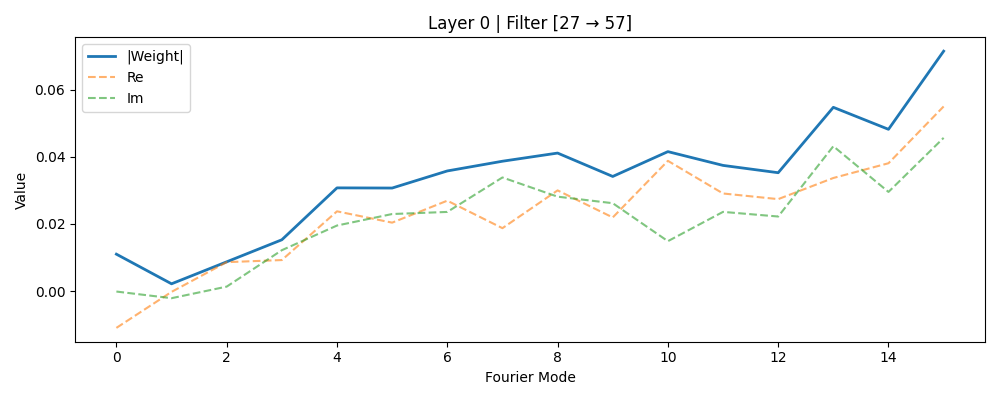 Layer 0 | Filter [27 → 57]
|Weight|
Re
Im
Value
0.06
0.04
0.02
0.00
0 2 4 6 8 10 12 14
Fourier Mode